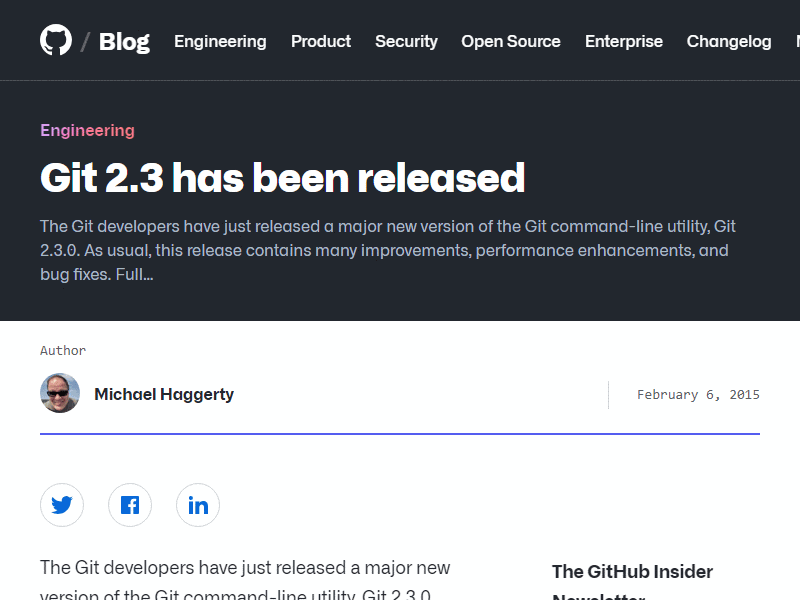 / Blog Engineering Product Security Open Source Enterprise Changelog
Engineering
Git 2.3 has been released
The Git developers have just released a major new version of the Git command-line utility, Git
2.3.0. As usual, this release contains many improvements, performance enhancements, and
bug fixes. Full…
Author
Michael Haggerty
February 6, 2015
The Git developers have just released a major new
version of the Git command-line utility, Git 2.3.0.
The GitHub Insider
Newsletter